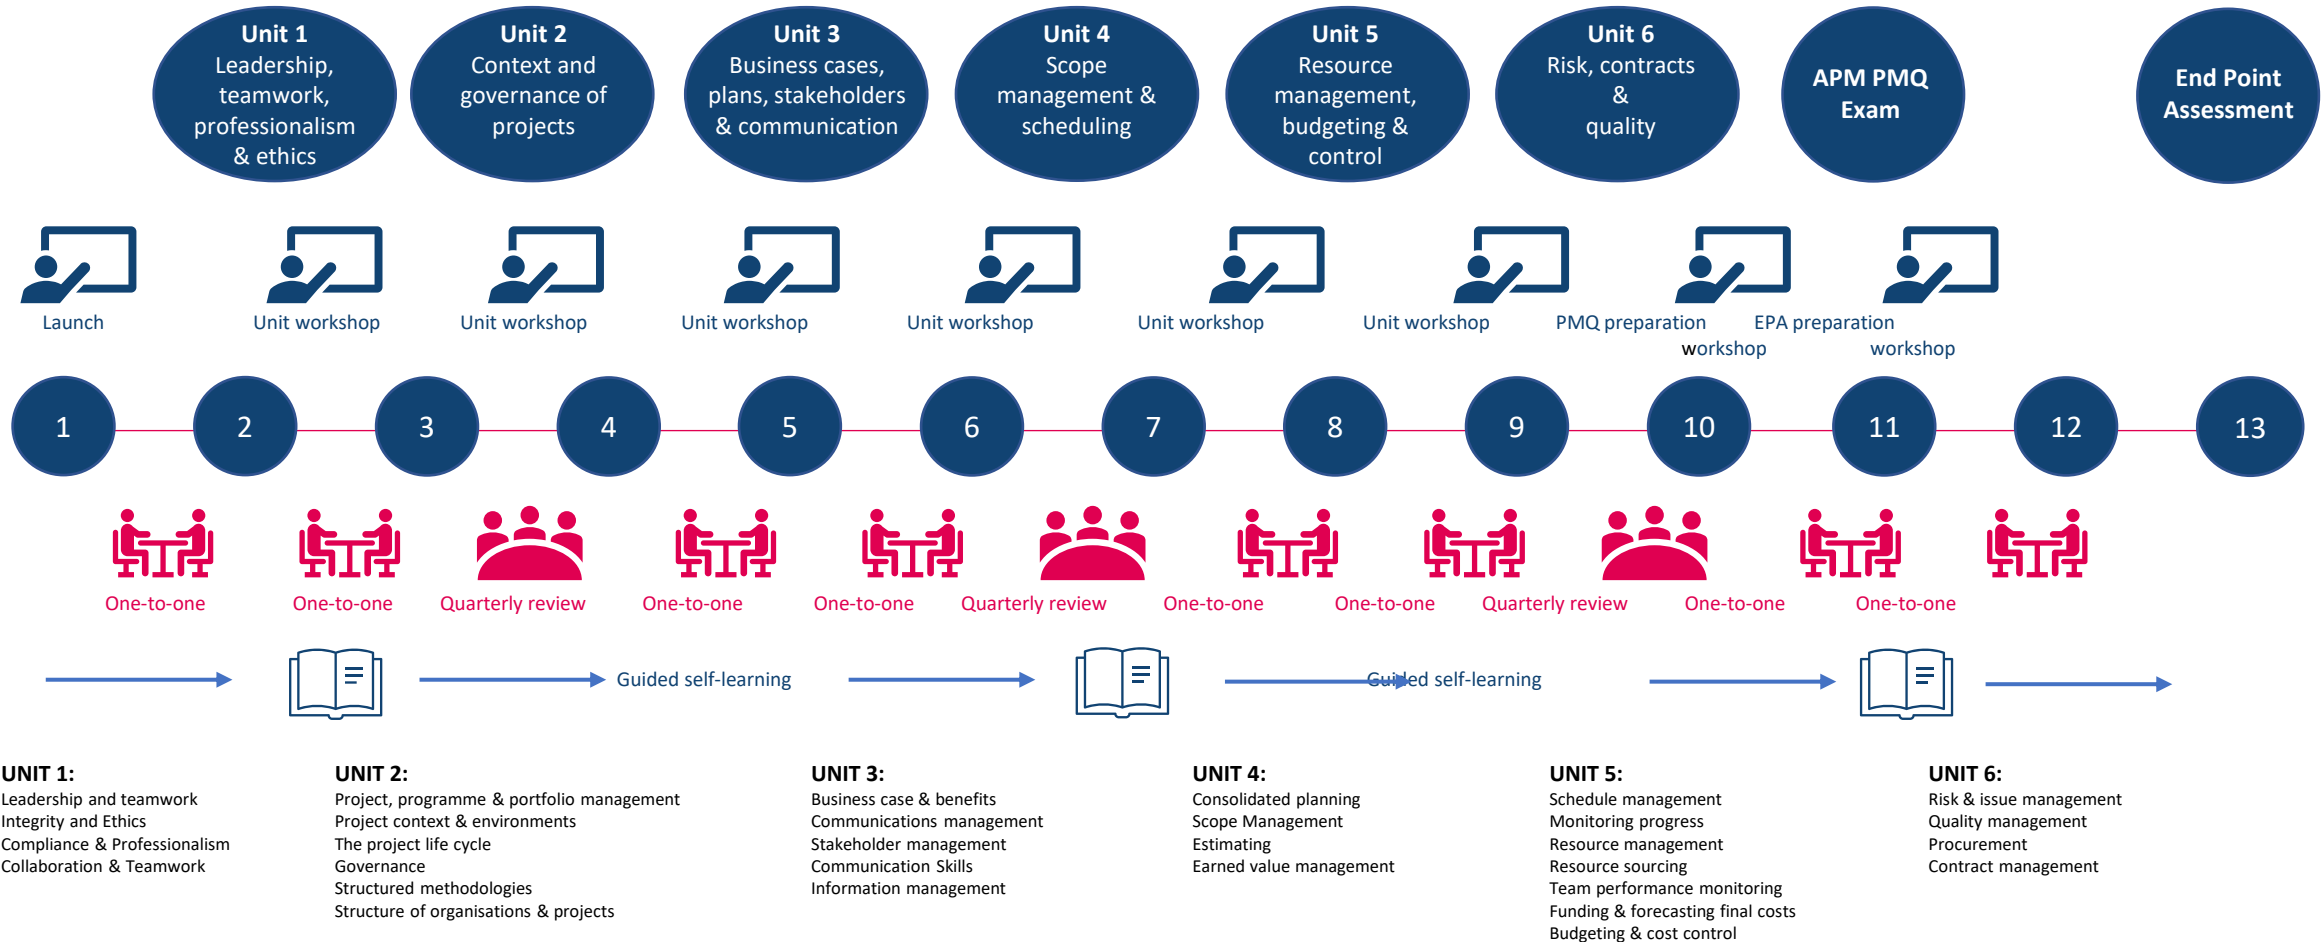 Unit 1
Leadership,
teamwork,
professionalism
& ethics
Unit 2
Context and
governance of
projects
Unit 3
Business cases,
plans, stakeholders
& communication
Unit 4
Scope
management &
scheduling
Unit 5
Resource
management,
budgeting &
control
Unit 6
Risk, contracts
&
quality
APM PMQ
Exam
End Point
Assessment
Launch
Unit workshop
Unit workshop
Unit workshop
Unit workshop
Unit workshop
Unit workshop
PMQ preparation
workshop
EPA preparation
workshop
1
2
3
4
5
6
7
8
9
10
11
12
13
One-to-one
One-to-one
Quarterly review
One-to-one
One-to-one
Quarterly review
One-to-one
One-to-one
Quarterly review
One-to-one
One-to-one
Guided self-learning
Guided self-learning
UNIT 1:
Leadership and teamwork
Integrity and Ethics
Compliance & Professionalism
Collaboration & Teamwork
UNIT 2:
Project, programme & portfolio management
Project context & environments
The project life cycle
Governance
Structured methodologies
Structure of organisations & projects
UNIT 3:
Business case & benefits
Communications management
Stakeholder management
Communication Skills
Information management
UNIT 4:
Consolidated planning
Scope Management
Estimating
Earned value management
UNIT 5:
Schedule management
Monitoring progress
Resource management
Resource sourcing
Team performance monitoring
Funding & forecasting final costs
Budgeting & cost control
UNIT 6:
Risk & issue management
Quality management
Procurement
Contract management